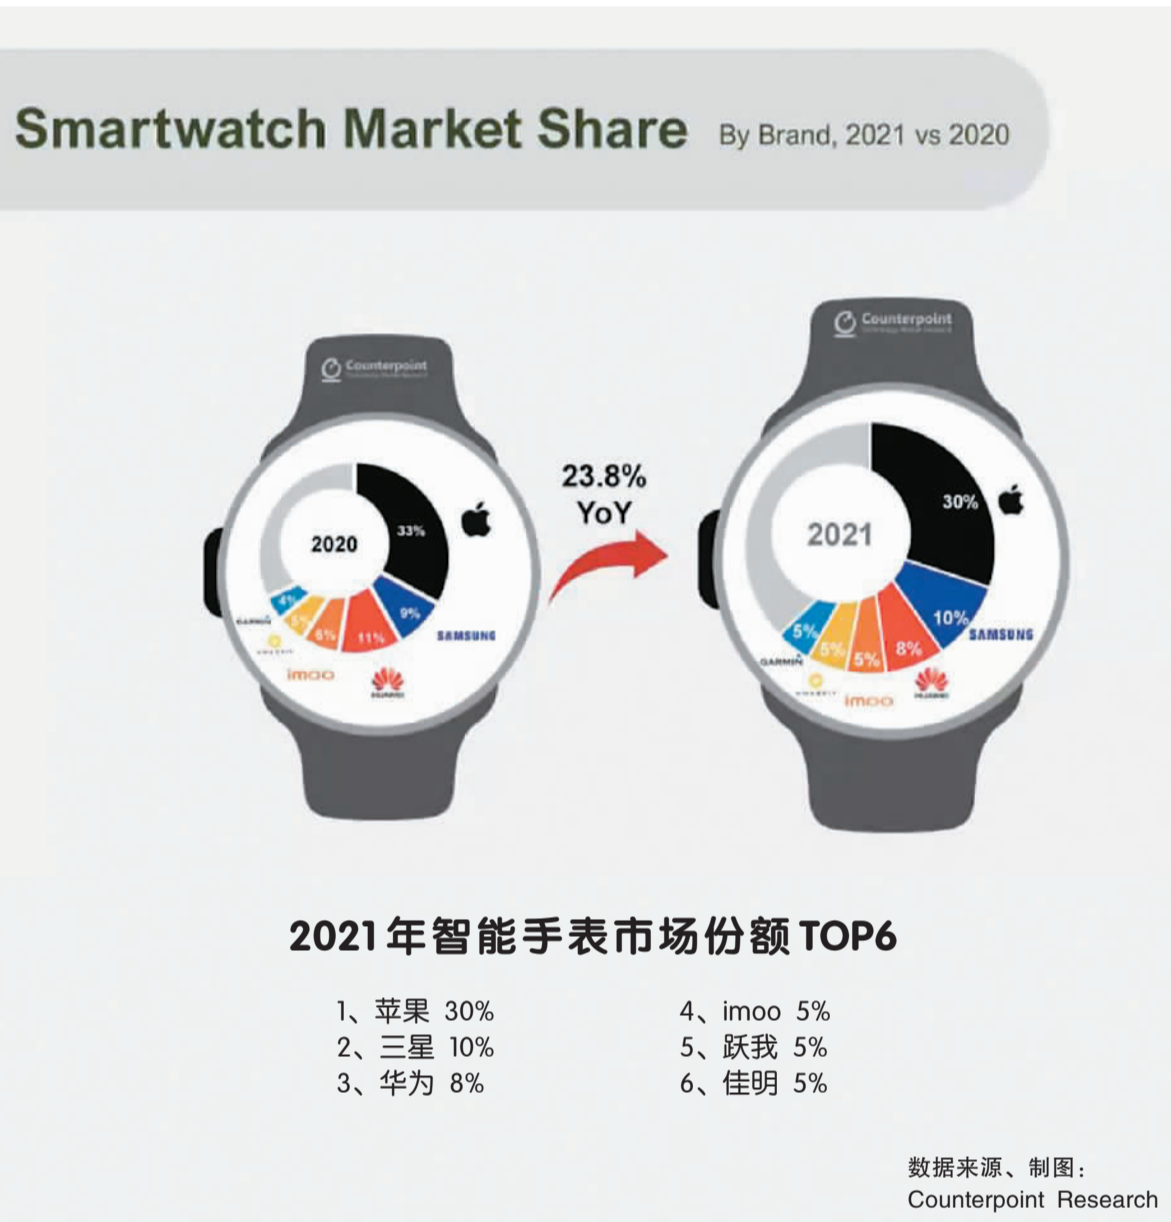 Smartwatch Market Share By Brand, 2021 vs 2020
Counterpoint
Counterpoint
23.8%
YoY
2020
33%
9%
11%
6%
5%
4%
SAMSUNG
HUAWEI
imoo
GARMIN
2021
30%
10%
8%
5%
5%
5%
SAMSUNG
HUAWEI
imoo
GARMIN
2021年智能手表市场份额TOP6
1、苹果 30%
2、三星 10%
3、华为 8%
4、imoo 5%
5、跃我 5%
6、佳明 5%
数据来源、制图：
Counterpoint Research